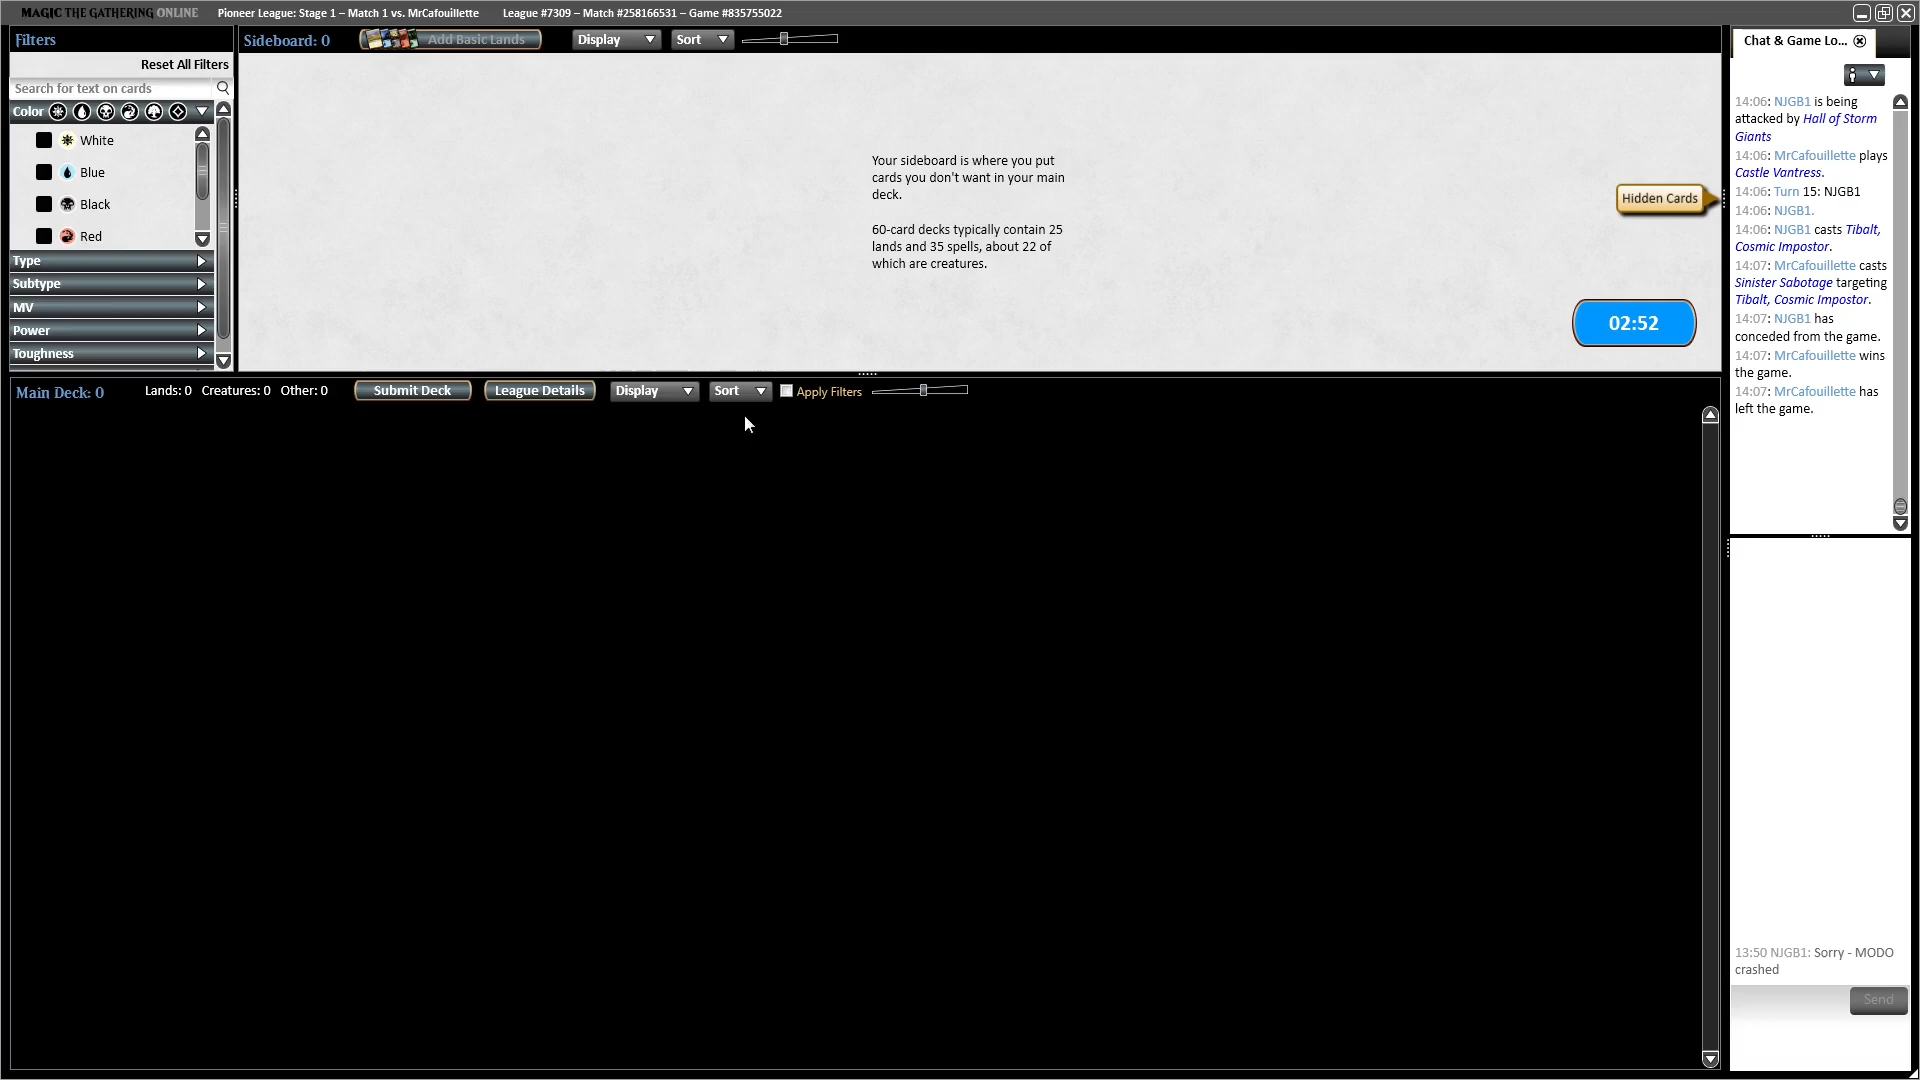 MAGIC THE GATHERING ONLINE Pioneer League: Stage 1 – Match 1 vs. MrCafouillette League #7309 – Match #258166531 – Game #835755022
Filters
Reset All Filters
Search for text on cards
Color
White
Blue
Black
Red
Type
Subtype
MV
Power
Toughness
Sideboard: 0 Add Basic Lands Display Sort
Your sideboard is where you put
cards you don't want in your main
deck.
60-card decks typically contain 25
lands and 35 spells, about 22 of
which are creatures.
Hidden Cards
02:52
Main Deck: 0 Lands: 0 Creatures: 0 Other: 0 Submit Deck League Details Display Sort Apply Filters
Chat & Game Lo...
14:06: NJGB1 is being
attacked by Hall of Storm
Giants
14:06: MrCafouillette plays
Castle Vantress.
14:06: Turn 15: NJGB1
14:06: NJGB1.
14:06: NJGB1 casts Tibalt,
Cosmic Impostor.
14:07: MrCafouillette casts
Sinister Sabotage targeting
Tibalt, Cosmic Impostor.
14:07: NJGB1 has
conceded from the game.
14:07: MrCafouillette wins
the game.
14:07: MrCafouillette has
left the game.
13:50 NJGB1: Sorry - MODO
crashed
Send